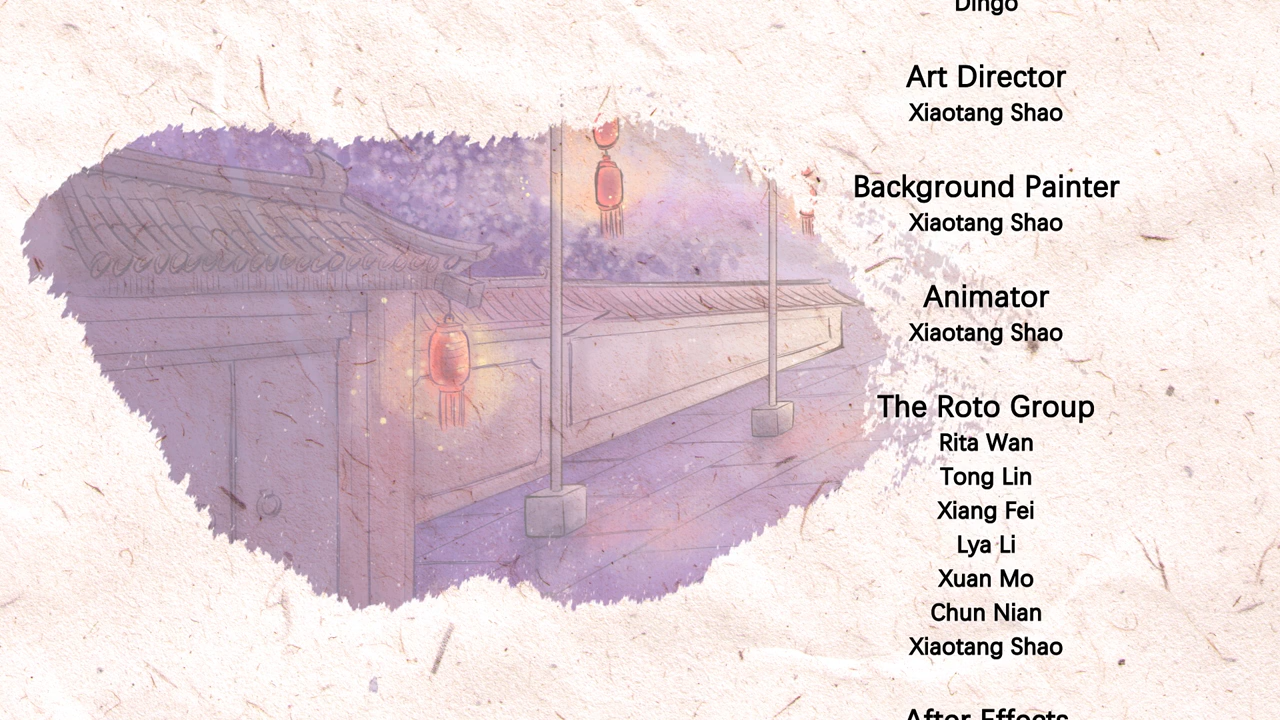 Dingo
Art Director
Xiaotang Shao
Background Painter
Xiaotang Shao
Animator
Xiaotang Shao
The Roto Group
Rita Wan
Tong Lin
Xiang Fei
Lya Li
Xuan Mo
Chun Nian
Xiaotang Shao
After Effects